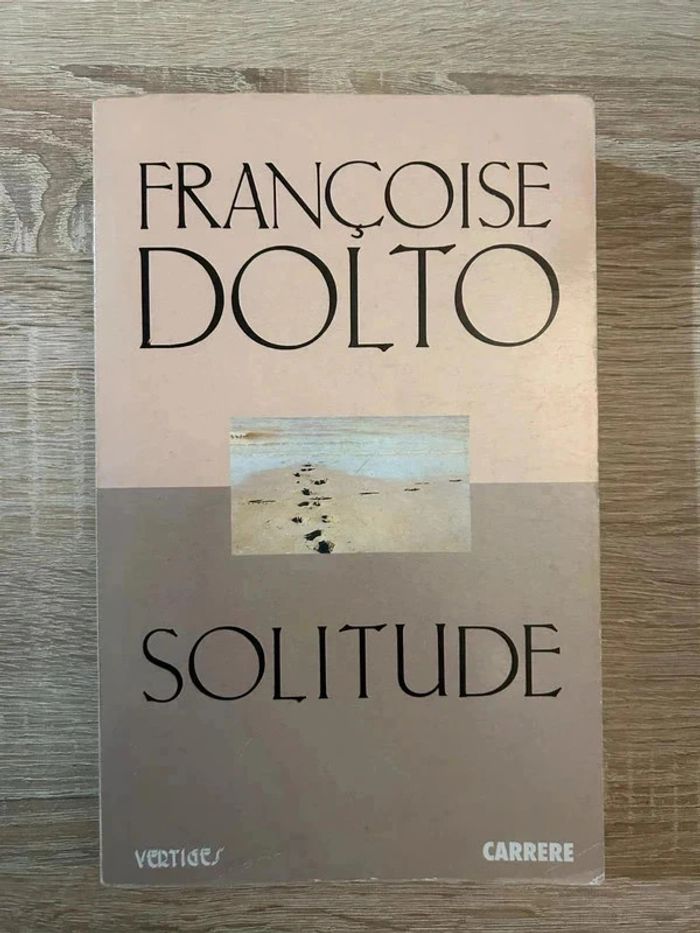 FRANÇOISE
DOLTO
SOLITUDE
VERTIGES
CARRERE